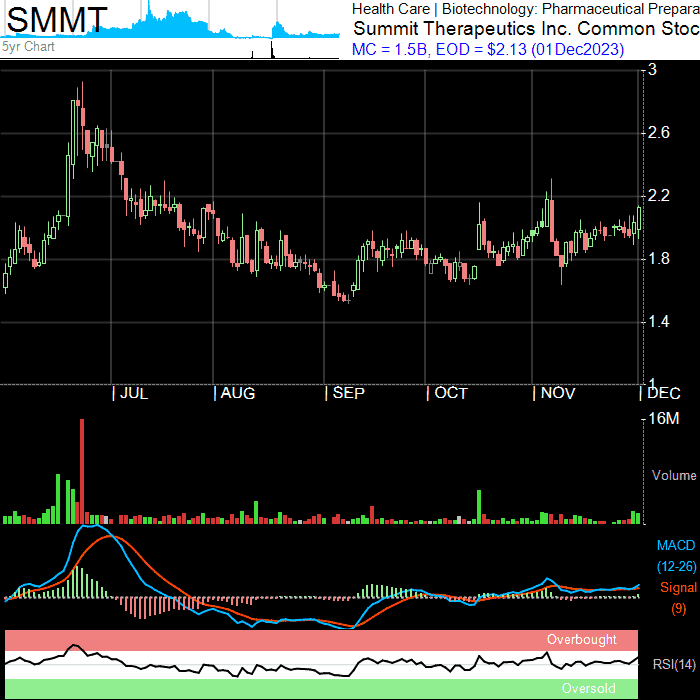 SMMT
5yr Chart
Health Care | Biotechnology: Pharmaceutical Prepara
Summit Therapeutics Inc. Common Stoc
MC = 1.5B, EOD = $2.13 (01Dec2023)
3
2.6
2.2
1.8
1.4
1
| JUL | AUG | SEP | OCT | NOV | DEC
16M
Volume
MACD
(12-26)
Signal
(9)
Overbought
RSI(14)
Oversold